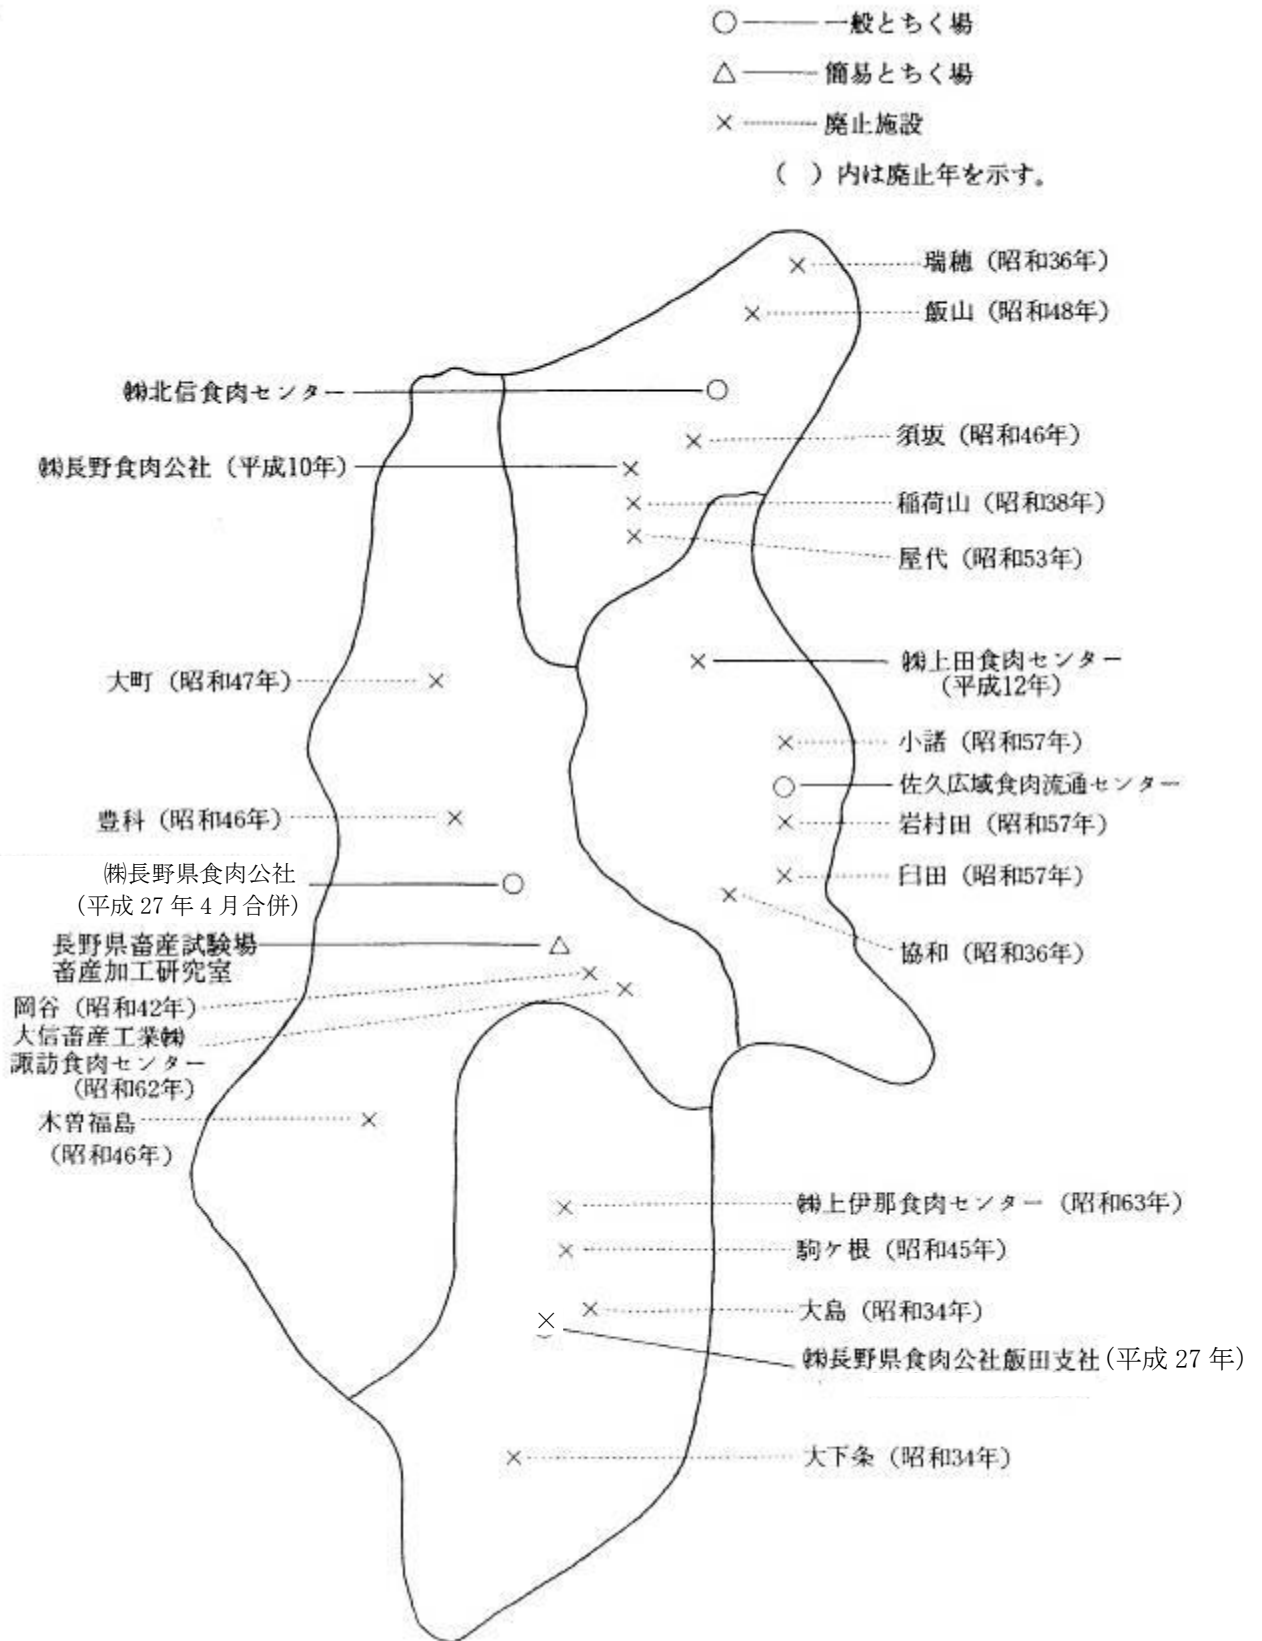 ○――一般とちく場
△――簡易とちく場
×……廃止施設
（　）内は廃止年を示す。
瑞穂（昭和36年）
飯山（昭和48年）
㈱北信食肉センター
須坂（昭和46年）
㈱長野食肉公社（平成10年）
稲荷山（昭和38年）
屋代（昭和53年）
㈱上田食肉センター
（平成12年）
大町（昭和47年）
小諸（昭和57年）
佐久広域食肉流通センター
豊科（昭和46年）
岩村田（昭和57年）
㈱長野県食肉公社
（平成 27 年 4 月合併）
臼田（昭和57年）
長野県畜産試験場
畜産加工研究室
協和（昭和36年）
岡谷（昭和42年）
大信畜産工業㈱
諏訪食肉センター
（昭和62年）
木曽福島
（昭和46年）
㈱上伊那食肉センター（昭和63年）
駒ケ根（昭和45年）
大島（昭和34年）
㈱長野県食肉公社飯田支社（平成 27 年）
大下条（昭和34年）